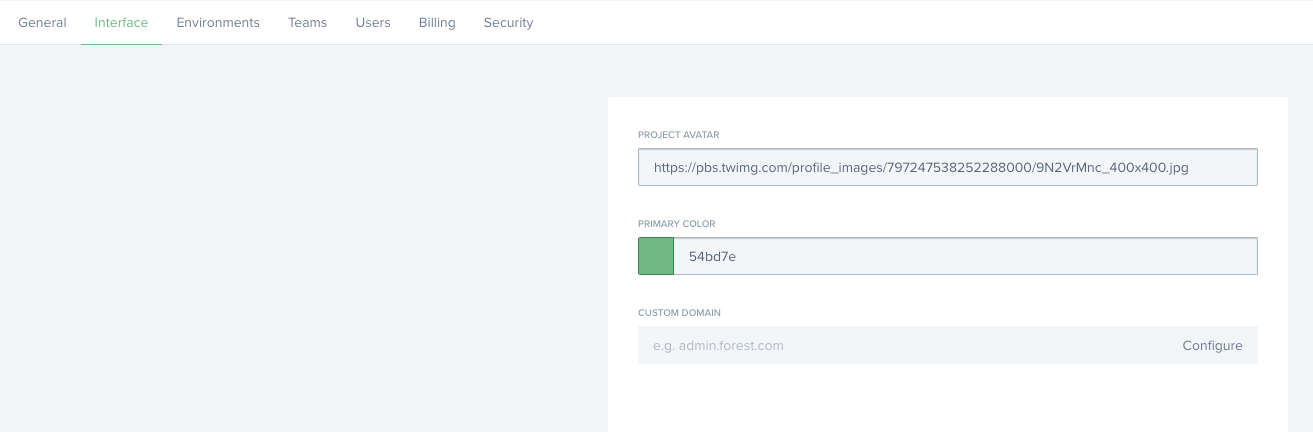 General Interface Environments Teams Users Billing Security
PROJECT AVATAR
https://pbs.twimg.com/profile_images/797247538252288000/9N2VrMnc_400x400.jpg
PRIMARY COLOR
54bd7e
CUSTOM DOMAIN
e.g. admin.forest.com Configure